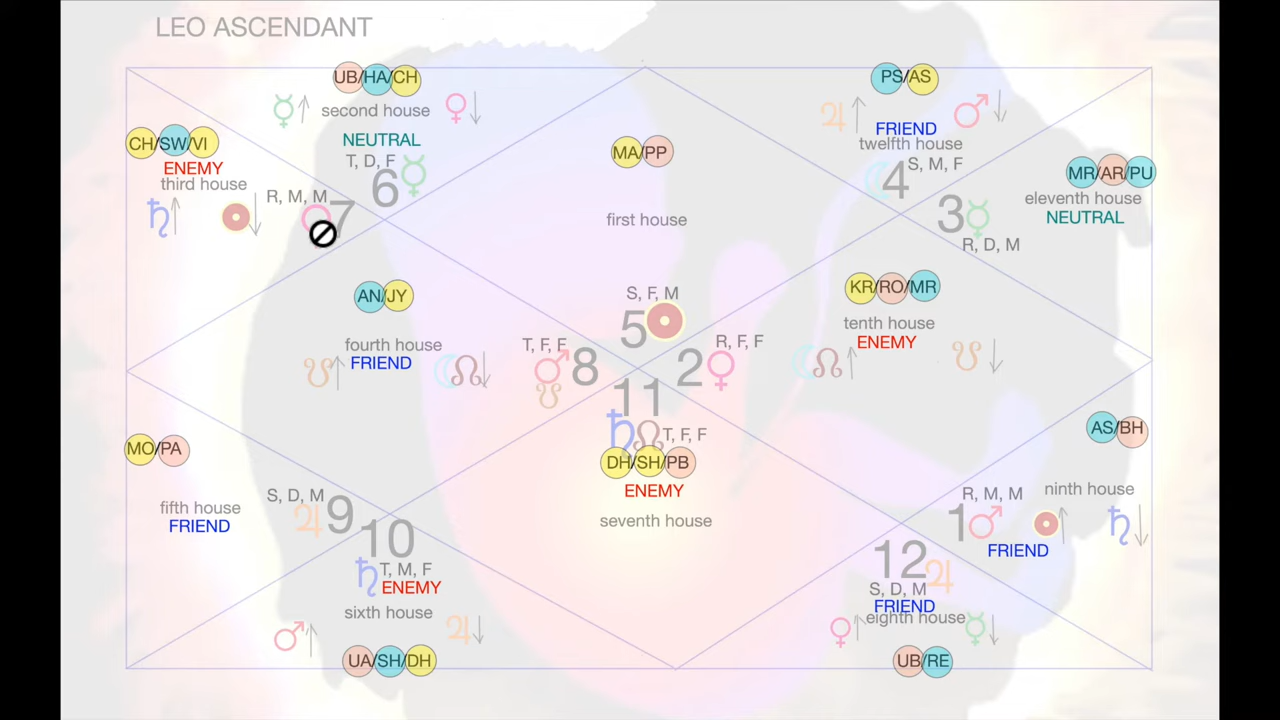 LEO ASCENDANT
UB/HA/CH
second house
NEUTRAL
T, D, F
6
CH/SW/VI
ENEMY
third house
R, M, M
7
MA/PP
first house
S, F, M
5
PS/AS
FRIEND
twelfth house
S, M, F
4
MR/AR/PU
eleventh house
NEUTRAL
3
R, D, M
AN/JY
fourth house
FRIEND
T, F, F
8
KR/RO/MR
tenth house
ENEMY
R, F, F
2
11
T, F, F
DH/SH/PB
ENEMY
seventh house
MO/PA
fifth house
FRIEND
S, D, M
9
10
T, M, F
ENEMY
sixth house
UA/SH/DH
AS/BH
ninth house
R, M, M
1
FRIEND
12
S, D, M
FRIEND
eighth house
UB/RE